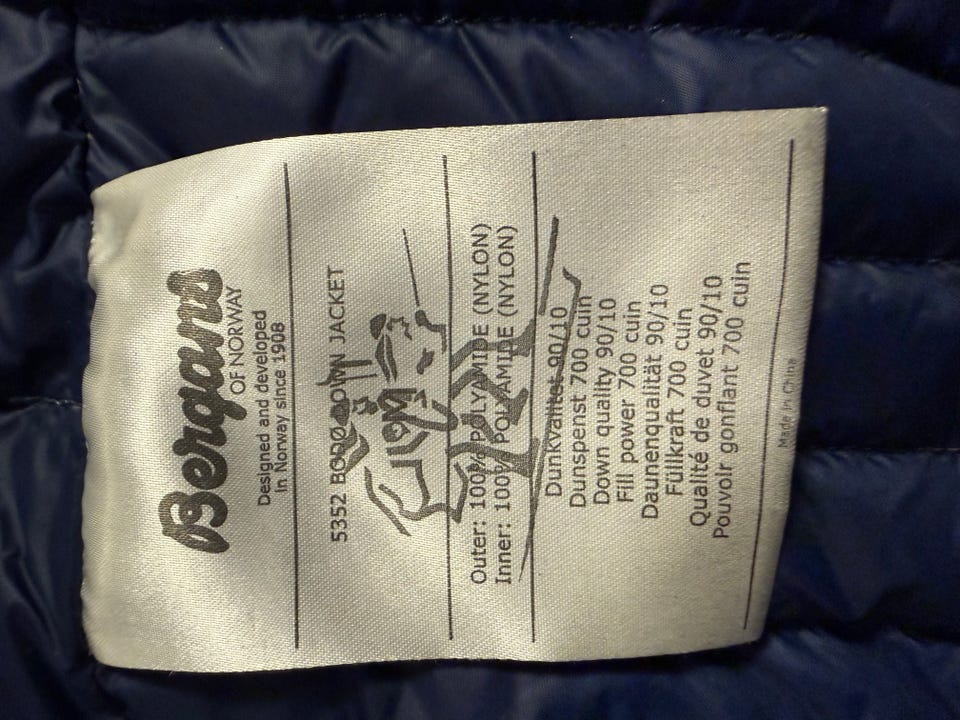 Bergans
OF NORWAY
Designed and developed
in Norway since 1908
5352 BODØ DOWN JACKET
Outer: 100% POLYAMIDE (NYLON)
Inner: 100% POLYAMIDE (NYLON)
Dunkvalitet 90/10
Dunspenst 700 cuin
Down quality 90/10
Fill power 700 cuin
Daunenqualität 90/10
Füllkraft 700 cuin
Qualité de duvet 90/10
Pouvoir gonflant 700 cuin
Made in China